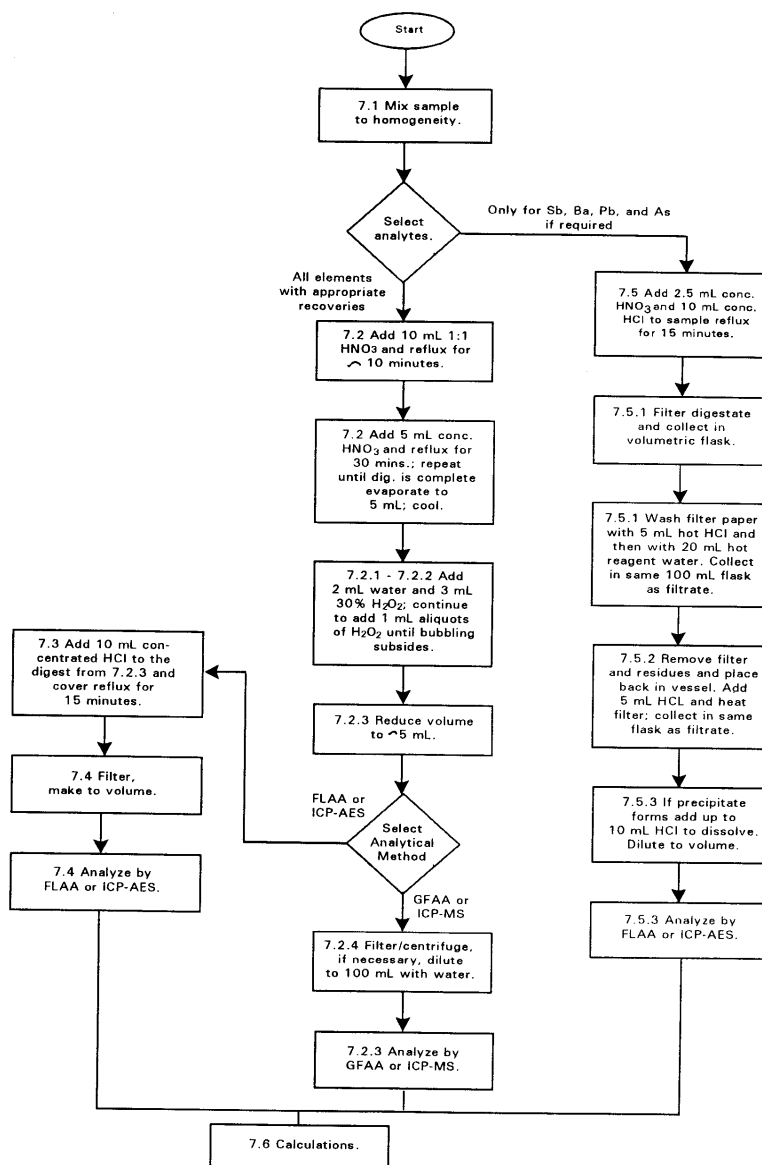 Start
7.1 Mix sample
to homogeneity.
Select
analytes.
Only for Sb, Ba, Pb, and As
if required
All elements
with appropriate
recoveries
7.2 Add 10 mL 1:1
HNO3 and reflux for
~ 10 minutes.
7.2 Add 5 mL conc.
HNO3 and reflux for
30 mins.; repeat
until dig. is complete
evaporate to
5 mL; cool.
7.2.1 - 7.2.2 Add
2 mL water and 3 mL
30% H2O2; continue
to add 1 mL aliquots
of H2O2 until bubbling
subsides.
7.2.3 Reduce volume
to ~5 mL.
FLAA or
ICP-AES
Select
Analytical
Method
GFAA or
ICP-MS
7.2.4 Filter/centrifuge,
if necessary, dilute
to 100 mL with water.
7.2.3 Analyze by
GFAA or ICP-MS.
7.3 Add 10 mL con-
centrated HCl to the
digest from 7.2.3 and
cover reflux for
15 minutes.
7.4 Filter,
make to volume.
7.4 Analyze by
FLAA or ICP-AES.
7.5 Add 2.5 mL conc.
HNO3 and 10 mL conc.
HCl to sample reflux
for 15 minutes.
7.5.1 Filter digestate
and collect in
volumetric flask.
7.5.1 Wash filter paper
with 5 mL hot HCl and
then with 20 mL hot
reagent water. Collect
in same 100 mL flask
as filtrate.
7.5.2 Remove filter
and residues and place
back in vessel. Add
5 mL HCL and heat
filter; collect in same
flask as filtrate.
7.5.3 If precipitate
forms add up to
10 mL HCl to dissolve.
Dilute to volume.
7.5.3 Analyze by
FLAA or ICP-AES.
7.6 Calculations.